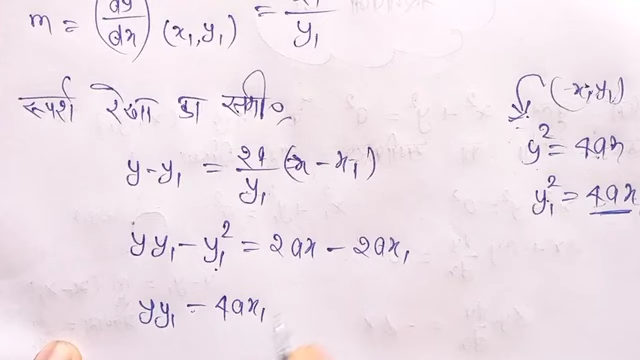 m = (dy/dx) (x₁,y₁) = 2a/y₁
स्पर्श रेखा का समी०
y-y₁ = 2a/y₁ (x-x₁)
yy₁-y₁² = 2ax-2ax₁
yy₁-4ax₁
(x₁,y₁)
y² = 4ax
y₁² = 4ax₁